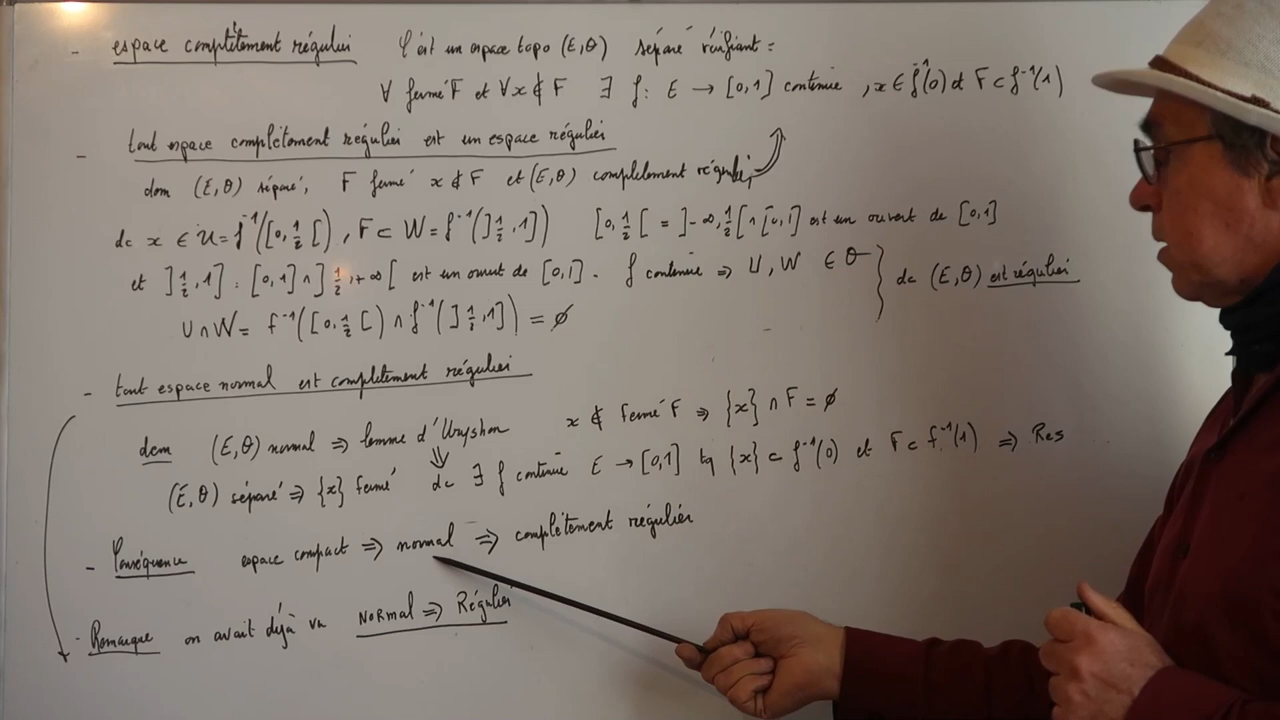 - espace complètement régulier C'est un espace topo (E,θ) séparé vérifiant :
∀ fermé F et ∀x ∉ F ∃ f: E → [0,1] continue , x ∈ f⁻¹(0) et F ⊂ f⁻¹(1)
- tout espace complètement régulier est un espace régulier
dem (E,θ) séparé, F fermé x ∉ F et (E,θ) complètement régulier
dc x ∈ U = f⁻¹([0,½[) , F ⊂ W = f⁻¹(]½,1]) [0,½[ = ]-∞,½[ ∩ [0,1] est un ouvert de [0,1]
et ]½,1] = [0,1] ∩ ]½,+∞[ est un ouvert de [0,1]. f continue ⇒ U,W ∈ θ } dc (E,θ) est régulier
U∩W = f⁻¹([0,½[) ∩ f⁻¹(]½,1]) = ∅
- tout espace normal est complètement régulier
dem (E,θ) normal ⇒ lemme d'Uryshon x ∉ fermé F ⇒ {x} ∩ F = ∅
(E,θ) séparé ⇒ {x} fermé ⇓ dc ∃ f continue E → [0,1] tq {x} ⊂ f⁻¹(0) et F ⊂ f⁻¹(1) ⇒ Res
- Conséquence espace compact ⇒ normal ⇒ complètement régulier
- Remarque on avait déjà vu NORMAL ⇒ Régulier